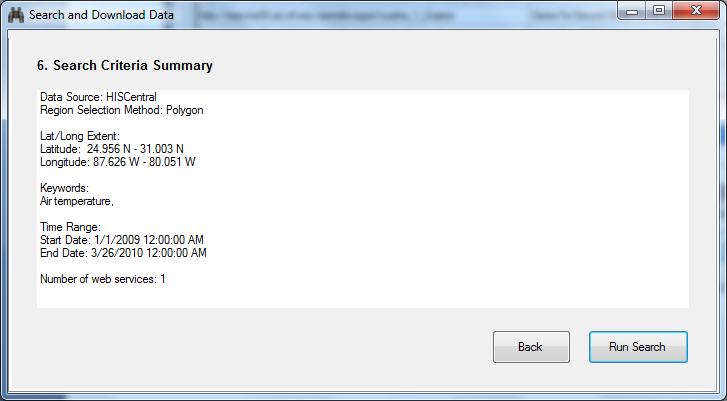 Search and Download Data
6. Search Criteria Summary
Data Source: HISCentral
Region Selection Method: Polygon
Lat/Long Extent:
Latitude:  24.956 N - 31.003 N
Longitude: 87.626 W - 80.051 W
Keywords:
Air temperature,
Time Range:
Start Date: 1/1/2009 12:00:00 AM
End Date: 3/26/2010 12:00:00 AM
Number of web services: 1
Back
Run Search